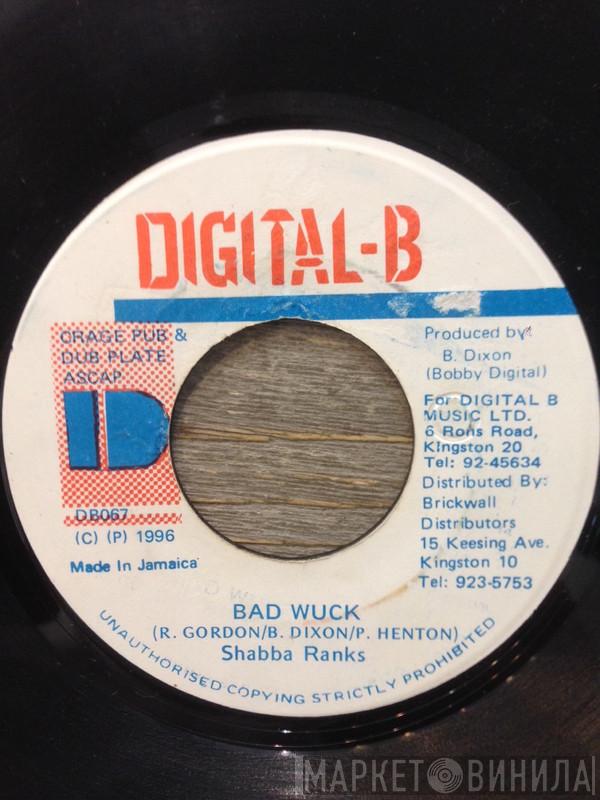 DIGITAL-B
CRAGE PUB &
DUB PLATE
ASCAP
D
DB067
(C) (P) 1996
Made In Jamaica
Produced by
B. Dixon
(Bobby Digital)
For DIGITAL B
MUSIC LTD.
6 Rolls Road,
Kingston 20
Tel: 92-45634
Distributed By:
Brickwall
Distributors
15 Keesing Ave.
Kingston 10
Tel: 923-5753
BAD WUCK
(R. GORDON/B. DIXON/P. HENTON)
Shabba Ranks
UNAUTHORISED COPYING STRICTLY PROHIBITED
МАРКЕТ ВИНИЛА